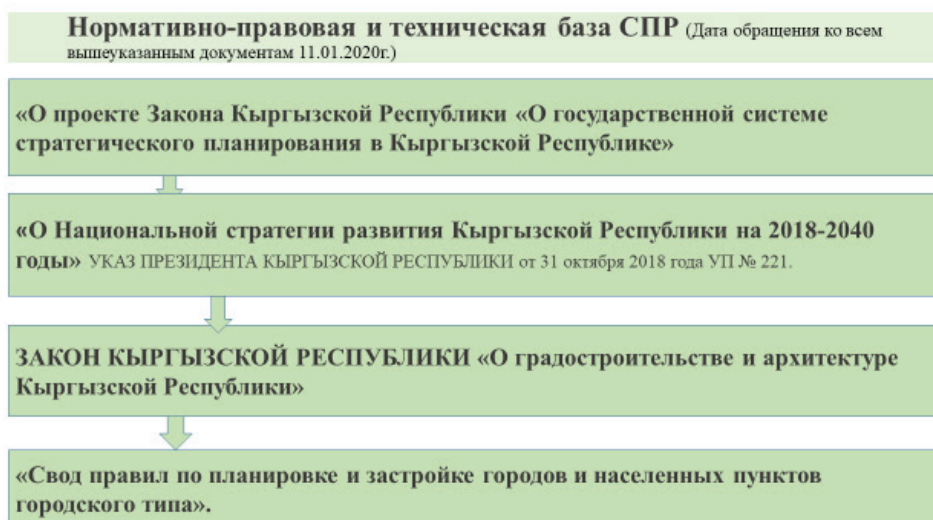 Нормативно-правовая и техническая база СПР (Дата обращения ко всем
вышеуказанным документам 11.01.2020г.)
«О проекте Закона Кыргызской Республики «О государственной системе
стратегического планирования в Кыргызской Республике»
«О Национальной стратегии развития Кыргызской Республики на 2018-2040
годы» УКАЗ ПРЕЗИДЕНТА КЫРГЫЗСКОЙ РЕСПУБЛИКИ от 31 октября 2018 года УП № 221.
ЗАКОН КЫРГЫЗСКОЙ РЕСПУБЛИКИ «О градостроительстве и архитектуре
Кыргызской Республики»
«Свод правил по планировке и застройке городов и населенных пунктов
городского типа».